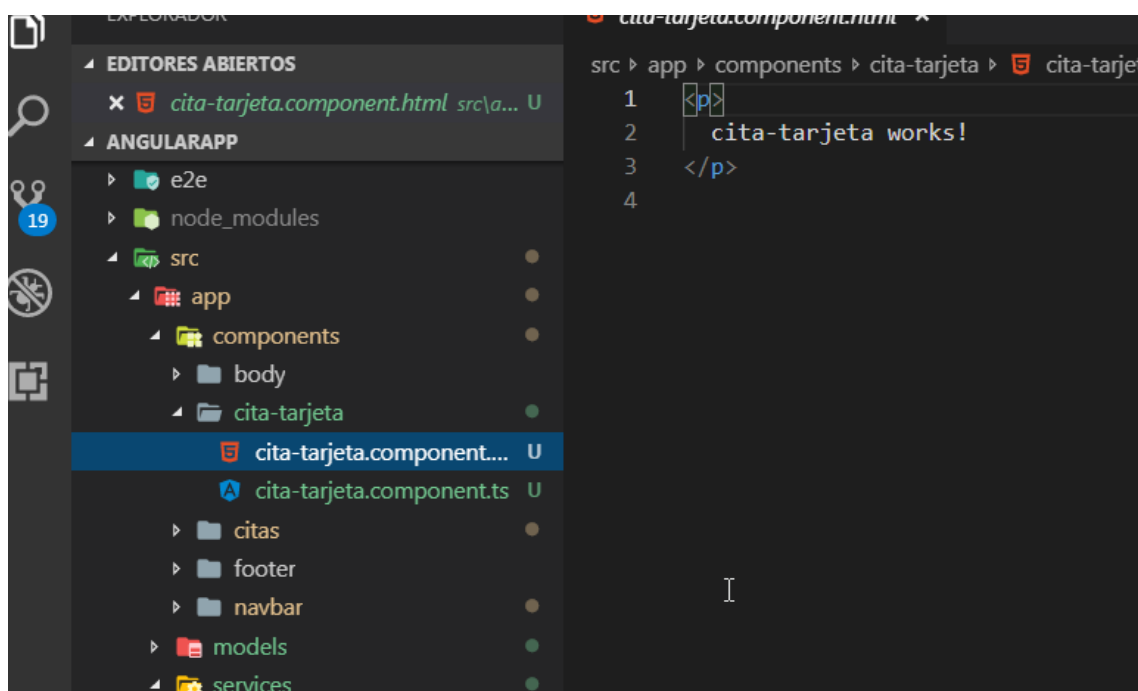 EXPLORADOR
EDITORES ABIERTOS
cita-tarjeta.component.html src\a... U
ANGULARAPP
e2e
node_modules
src
app
components
body
cita-tarjeta
cita-tarjeta.component.... U
cita-tarjeta.component.ts U
citas
footer
navbar
models
services
19
cita-tarjeta.component.html ×
src app components cita-tarjeta cita-tarje
1 <p>
2 cita-tarjeta works!
3 </p>
4